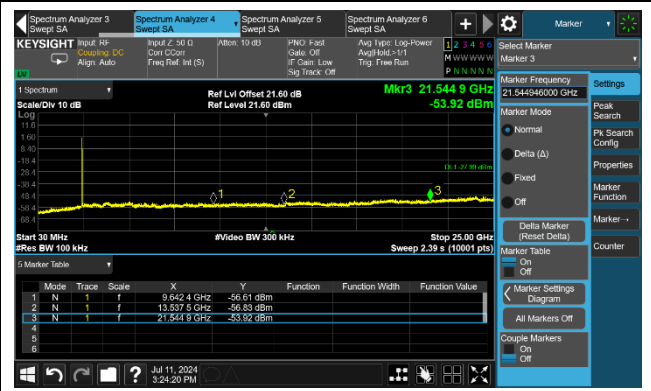 Spectrum Analyzer 3
Swept SA
Spectrum Analyzer 4
Swept SA
Spectrum Analyzer 5
Swept SA
Spectrum Analyzer 6
Swept SA
+
Marker
KEYSIGHT
Input: RF
Coupling: DC
Align: Auto
Input Z: 50 Ω
Corr CCorr
Freq Ref: Int (S)
Atten: 10 dB
PNO: Fast
Gate: Off
IF Gain: Low
Sig Track: Off
Avg Type: Log-Power
Avg|Hold:>1/1
Trig: Free Run
1 2 3 4 5 6
M W W W W W
P N N N N N
LXI
Select Marker
Marker 3
1 Spectrum
Scale/Div 10 dB
Ref Lvl Offset 21.60 dB
Ref Level 21.60 dBm
Mkr3 21.544 9 GHz
-53.92 dBm
Log
11.6
1.60
-8.40
-18.4
-28.4
-38.4
-48.4
-58.4
-68.4
DL1 -27.99 dBm
1
2
3
Start 30 MHz
#Res BW 100 kHz
#Video BW 300 kHz
Stop 25.00 GHz
Sweep 2.39 s (10001 pts)
5 Marker Table
Mode Trace Scale X Y Function Function Width Function Value
1 N 1 f 9.642 4 GHz -56.61 dBm
2 N 1 f 13.537 5 GHz -56.83 dBm
3 N 1 f 21.544 9 GHz -53.92 dBm
4
5
6
Marker Frequency
21.544946000 GHz
Marker Mode
Normal
Delta (Δ)
Fixed
Off
Delta Marker
(Reset Delta)
Marker Table
On
Off
Marker Settings
Diagram
All Markers Off
Couple Markers
On
Off
Settings
Peak
Search
Pk Search
Config
Properties
Marker
Function
Marker→
Counter
?
Jul 11, 2024
3:24:20 PM